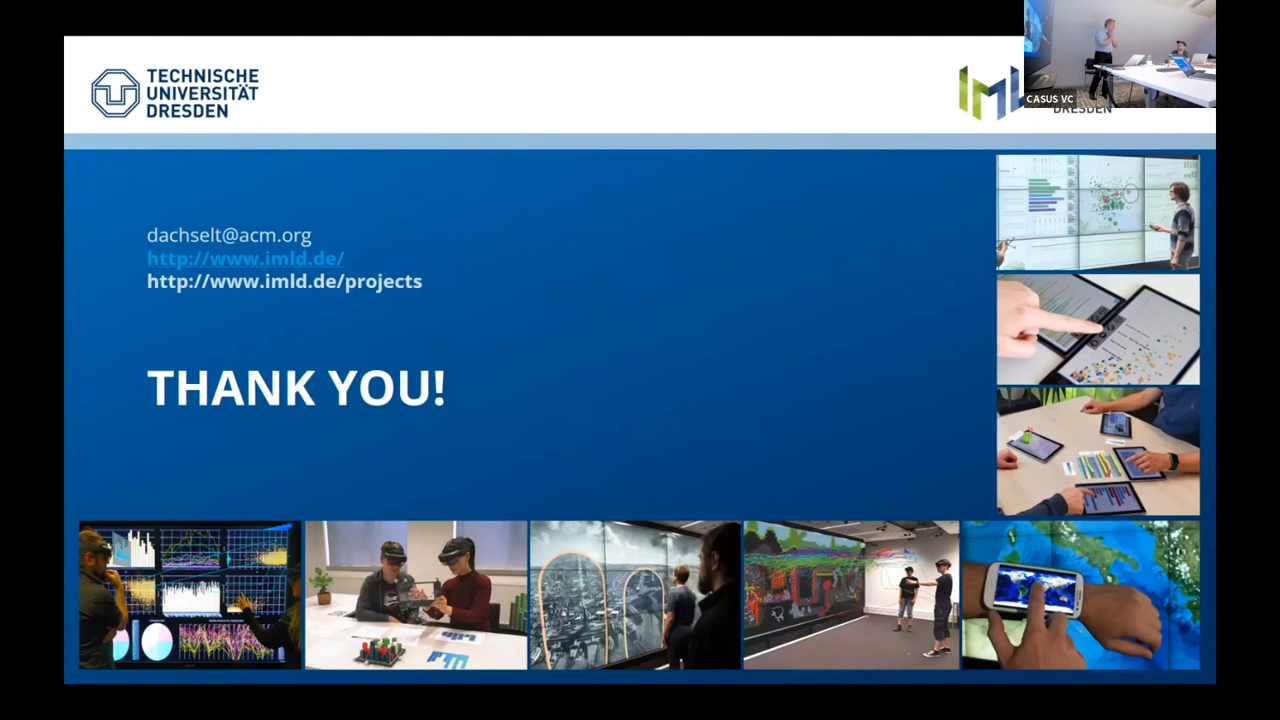 TECHNISCHE
UNIVERSITÄT
DRESDEN
CASUS VC
DRESDEN
dachselt@acm.org
http://www.imld.de/
http://www.imld.de/projects
THANK YOU!